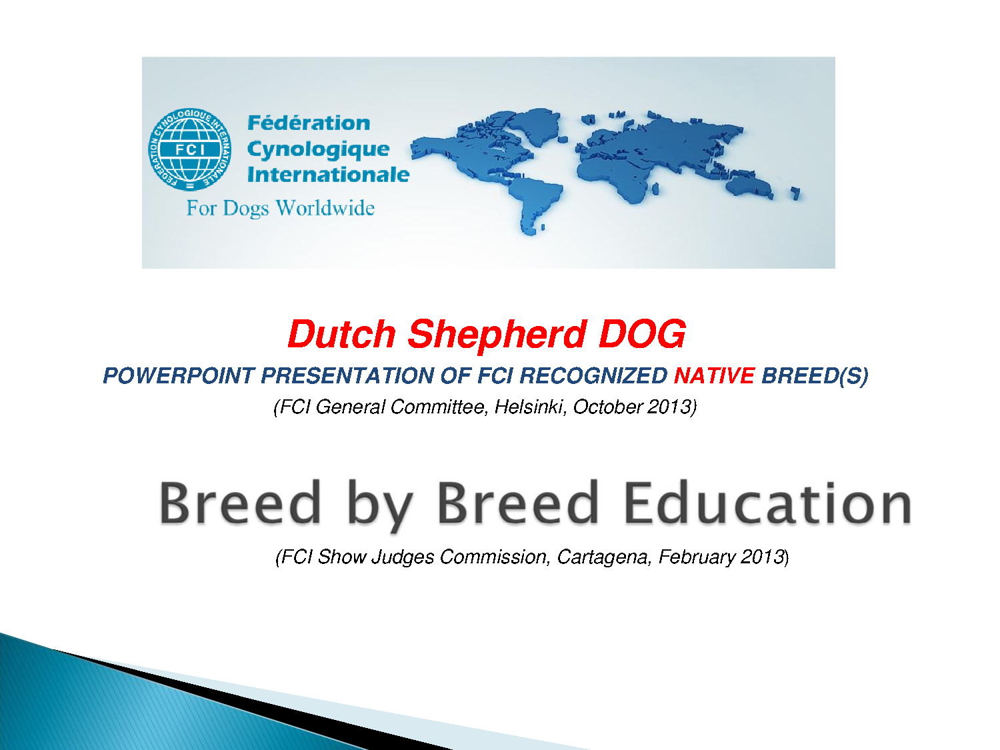 FEDERATION CYNOLOGIQUE INTERNATIONALE
FCI
Fédération
Cynologique
Internationale
For Dogs Worldwide
Dutch Shepherd DOG
POWERPOINT PRESENTATION OF FCI RECOGNIZED NATIVE BREED(S)
(FCI General Committee, Helsinki, October 2013)
Breed by Breed Education
(FCI Show Judges Commission, Cartagena, February 2013)